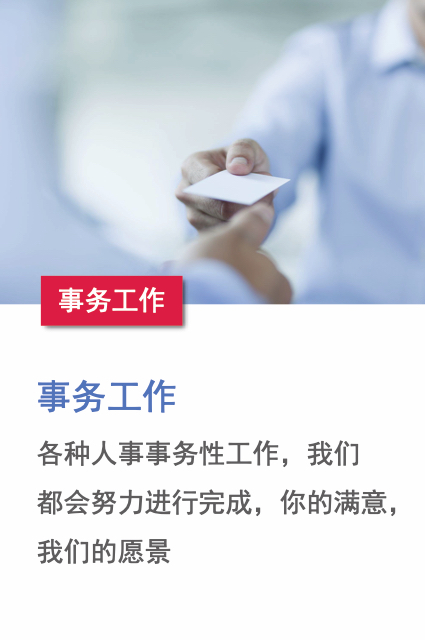 事务工作
事务工作
各种人事事务性工作，我们
都会努力进行完成，你的满意，
我们的愿景